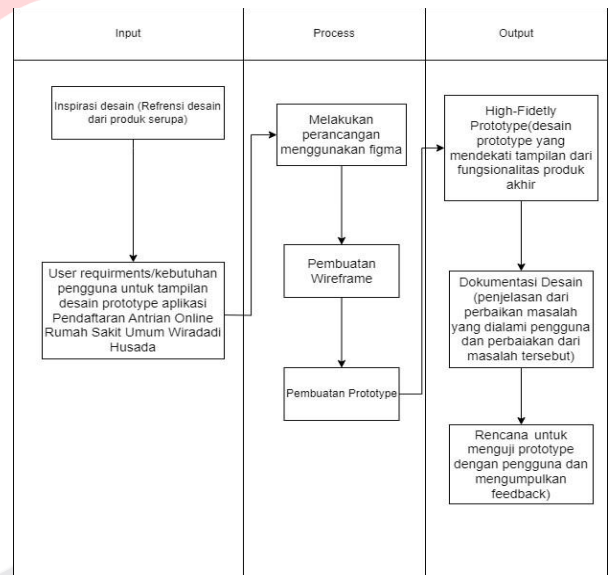 Input
Process
Output
Inspirasi desain (Refrensi desain
dari produk serupa)
User requirments/kebutuhan
pengguna untuk tampilan
desain prototype aplikasi
Pendaftaran Antrian Online
Rumah Sakit Umum Wiradadi
Husada
Melakukan
perancangan
menggunakan figma
Pembuatan
Wireframe
Pembuatan Prototype
High-Fidetly
Prototype(desain
prototype yang
mendekati tampilan dari
fungsionalitas produk
akhir
Dokumentasi Desain
(penjelasan dari
perbaikan masalah
yang dialami pengguna
dan perbaiakan dari
masalah tersebut)
Rencana untuk
menguji prototype
dengan pengguna dan
mengumpulkan
feedback)